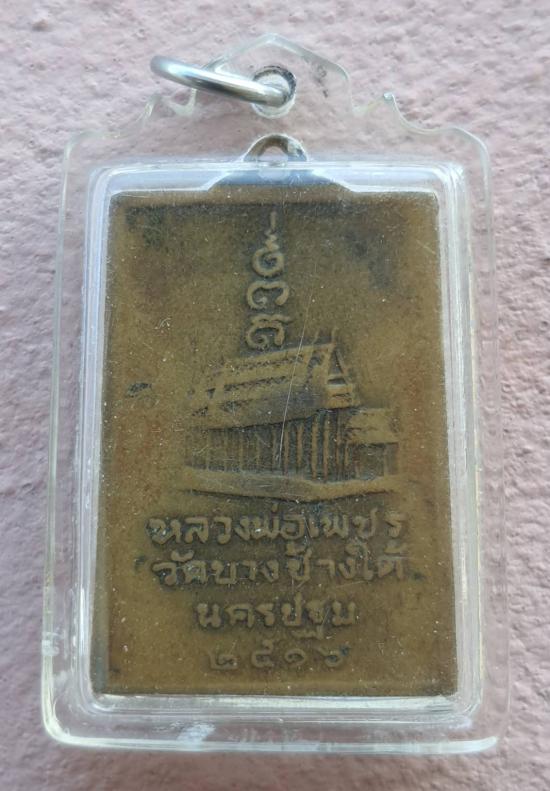 หลวงพ่อเพชร
วัดบางช้างใต้
นครปฐม
๒๕๑๖